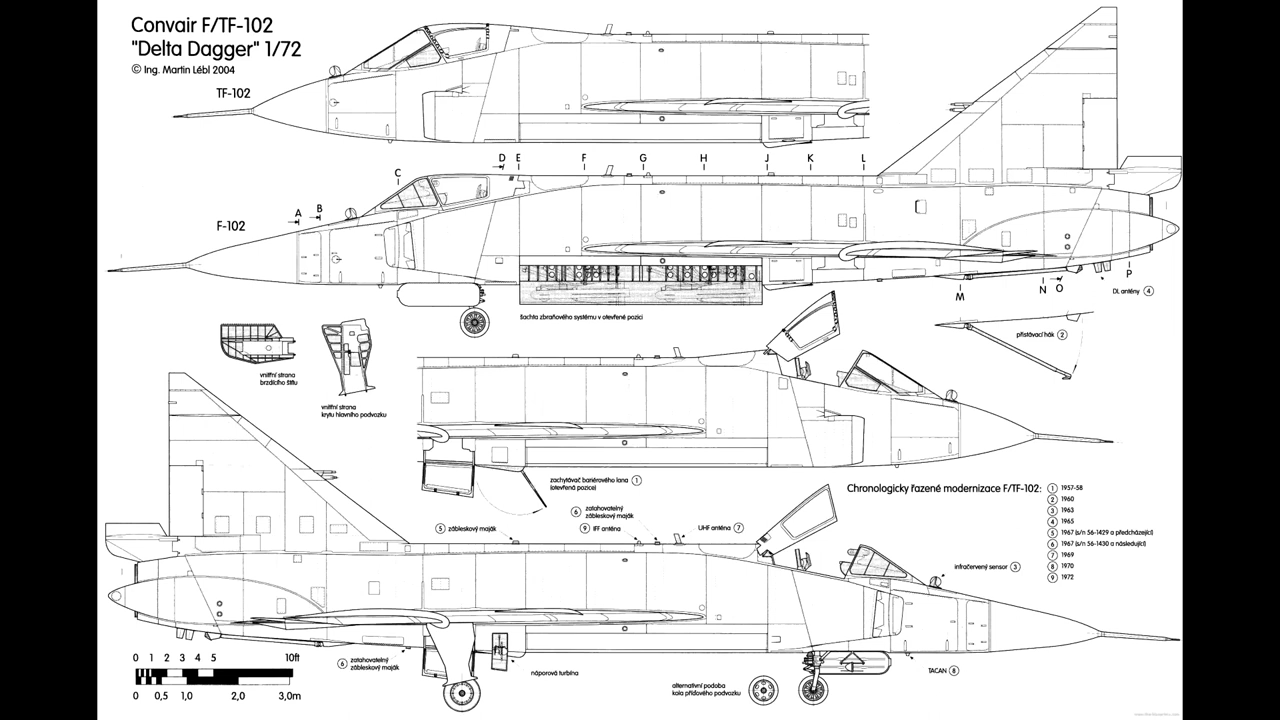 Convair F/TF-102
"Delta Dagger" 1/72
© Ing. Martin Lébl 2004
TF-102
D E F G H J K L
C
A B
F-102
M N O P
DL antény 4
šachta zbraňového systému v otevřené pozici
přistávací hák 2
vnitřní strana
brzdícího štítu
vnitřní strana
krytu hlavního podvozku
zachytávač bariérového lana 1
(otevřená pozice)
Chronologicky řazené modernizace F/TF-102:
1 1957-58
2 1960
3 1963
4 1965
5 1967 (s/n 56-1429 a předcházející)
6 1967 (s/n 56-1430 a následující)
7 1969
8 1970
9 1972
6 zatahovatelný
zábleskový maják
5 zábleskový maják
9 IFF anténa
UHF anténa 7
infračervený sensor 3
0 1 2 3 4 5 10ft
0 0,5 1,0 2,0 3,0m
6 zatahovatelný
zábleskový maják
náporová turbína
alternativní podoba
kola příďového podvozku
TACAN 8